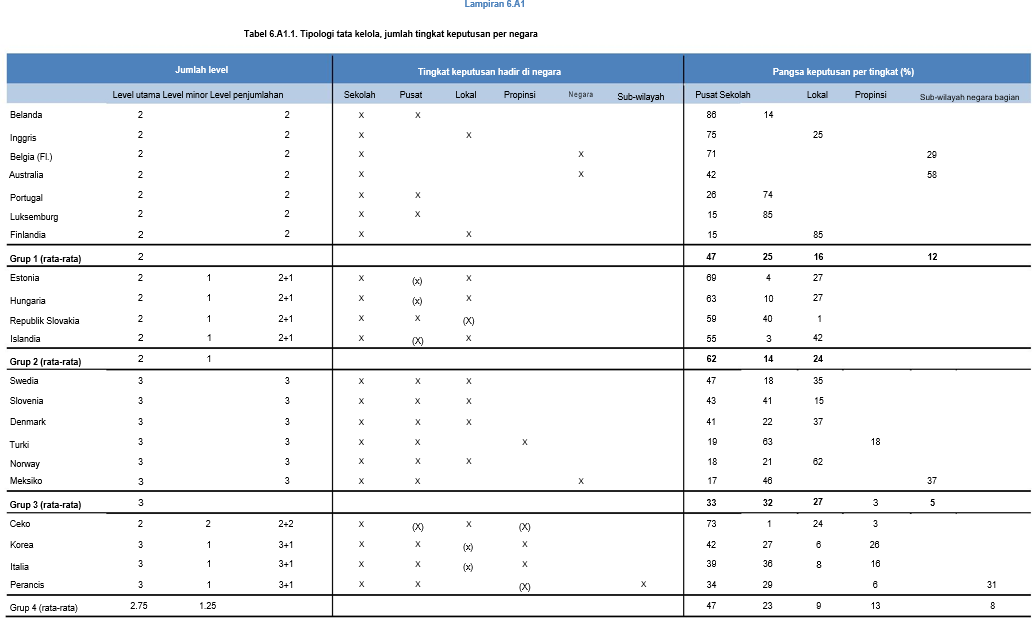 Lampiran 6.A1
Tabel 6.A1.1. Tipologi tata kelola, jumlah tingkat keputusan per negara
Jumlah level Tingkat keputusan hadir di negara Pangsa keputusan per tingkat (%)
Level utama Level minor Level penjumlahan Sekolah Pusat Lokal Propinsi Negara Sub-wilayah Pusat Sekolah Lokal Propinsi Sub-wilayah negara bagian
Belanda 2 2 X X 86 14
Inggris 2 2 X X 75 25
Belgia (Fl.) 2 2 X X 71 29
Australia 2 2 X X 42 58
Portugal 2 2 X X 26 74
Luksemburg 2 2 X X 15 85
Finlandia 2 2 X X 15 85
Grup 1 (rata-rata) 2 47 25 16 12
Estonia 2 1 2+1 X (x) X 69 4 27
Hungaria 2 1 2+1 X (x) X 63 10 27
Republik Slovakia 2 1 2+1 X X (X) 59 40 1
Islandia 2 1 2+1 X (X) X 55 3 42
Grup 2 (rata-rata) 2 1 62 14 24
Swedia 3 3 X X X 47 18 35
Slovenia 3 3 X X X 43 41 15
Denmark 3 3 X X X 41 22 37
Turki 3 3 X X X 19 63 18
Norway 3 3 X X X 18 21 62
Meksiko 3 3 X X X 17 46 37
Grup 3 (rata-rata) 3 33 32 27 3 5
Ceko 2 2 2+2 X (X) X (X) 73 1 24 3
Korea 3 1 3+1 X X (x) X 42 27 6 26
Italia 3 1 3+1 X X (x) X 39 36 8 16
Perancis 3 1 3+1 X X (X) X 34 29 6 31
Grup 4 (rata-rata) 2.75 1.25 47 23 9 13 8